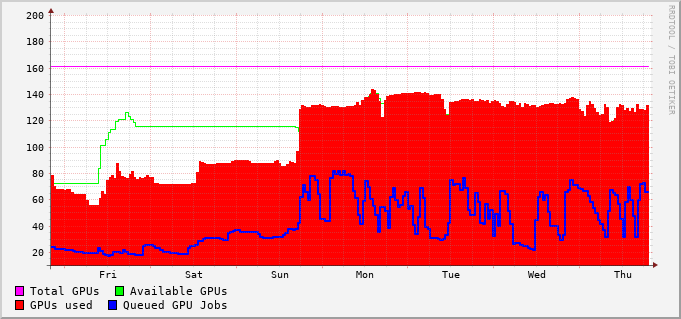 200
180
160
140
120
100
80
60
40
20
Fri Sat Sun Mon Tue Wed Thu
Total GPUs Available GPUs
GPUs used Queued GPU Jobs
RRDTOOL / TOBI OETIKER